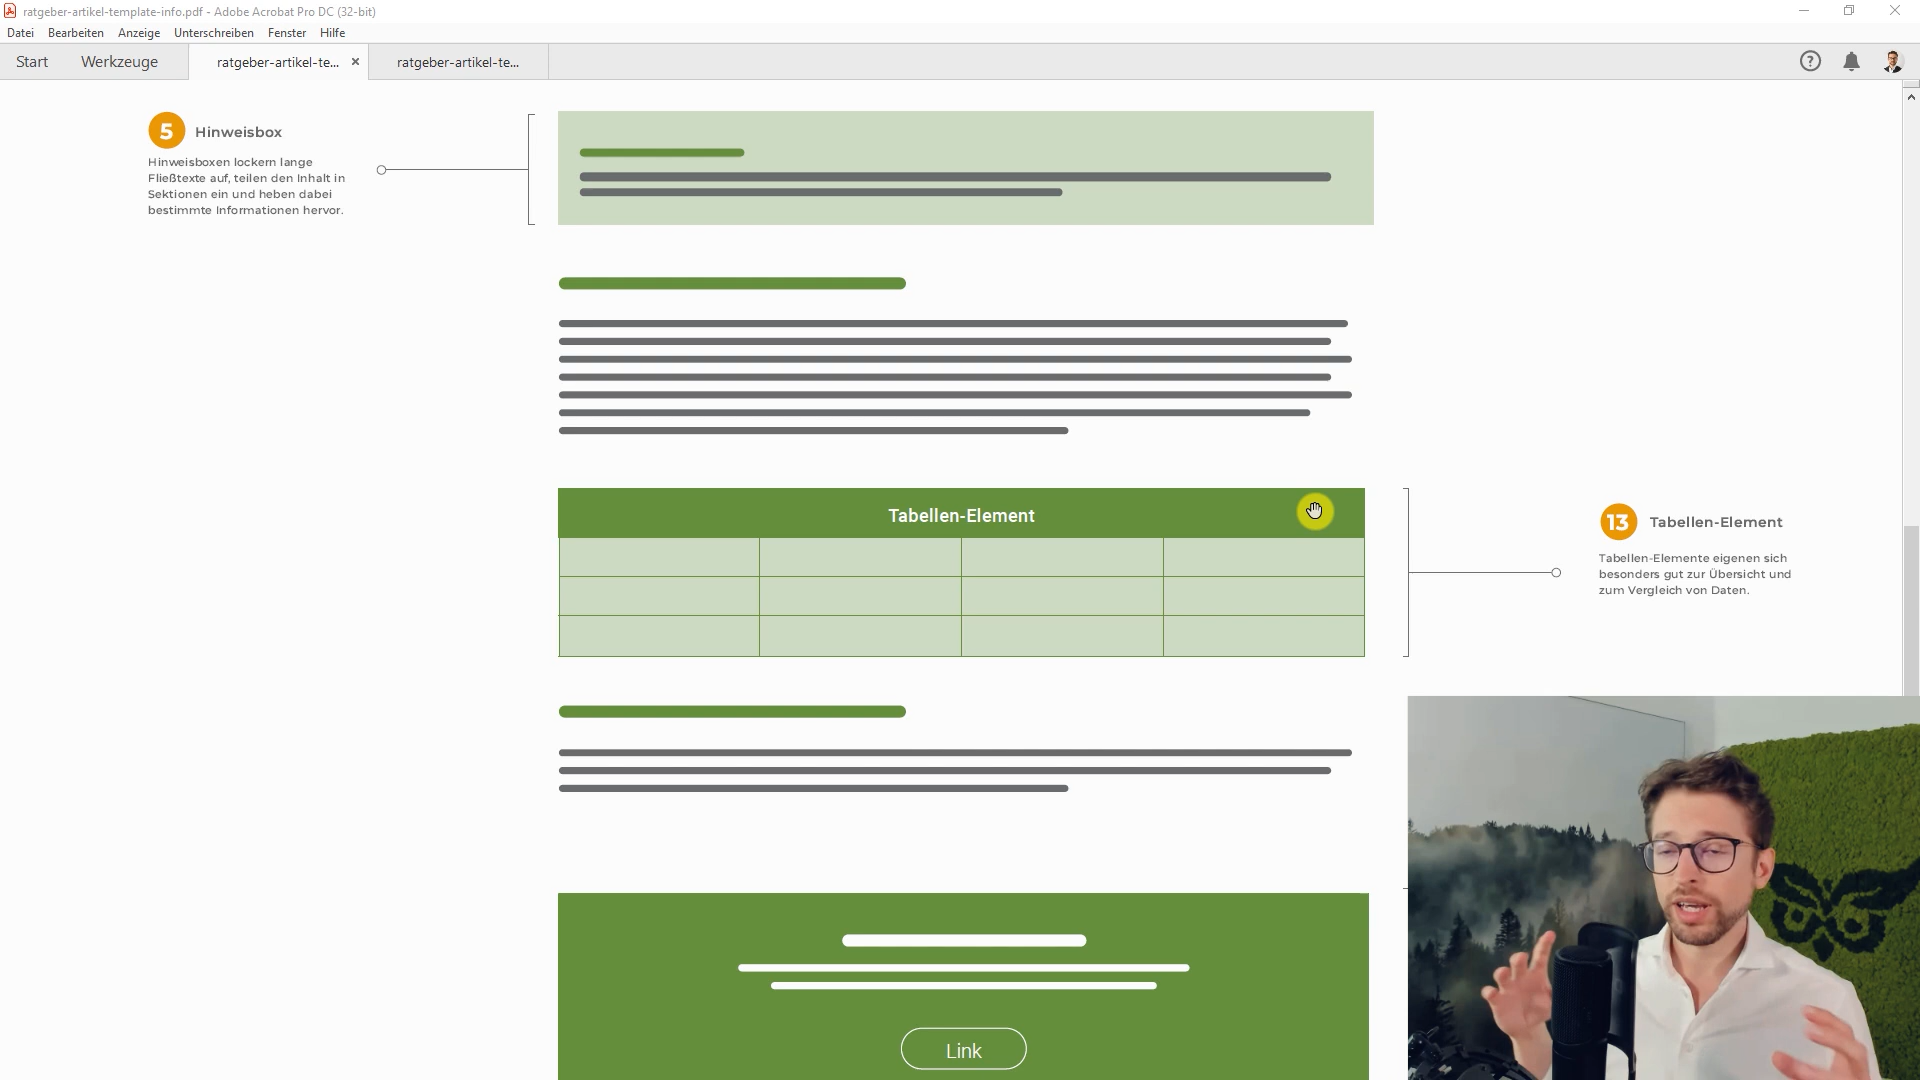 ratgeber-artikel-template-info.pdf - Adobe Acrobat Pro DC (32-bit)
Datei Bearbeiten Anzeige Unterschreiben Fenster Hilfe
Start Werkzeuge ratgeber-artikel-te... × ratgeber-artikel-te...
5 Hinweisbox
Hinweisboxen lockern lange
Fließtexte auf, teilen den Inhalt in
Sektionen ein und heben dabei
bestimmte Informationen hervor.
Tabellen-Element
13 Tabellen-Element
Tabellen-Elemente eignen sich
besonders gut zur Übersicht und
zum Vergleich von Daten.
Link